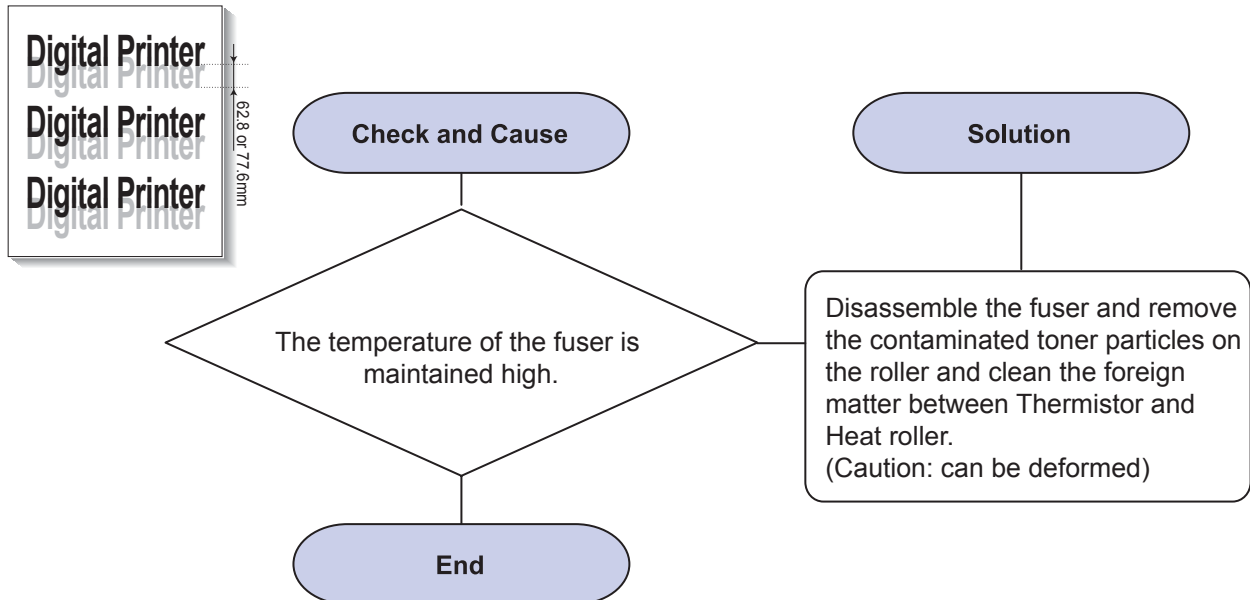 Digital Printer
Digital Printer
Digital Printer
Digital Printer
Digital Printer
Digital Printer
62.8 or 77.6mm
Check and Cause
The temperature of the fuser is
maintained high.
End
Solution
Disassemble the fuser and remove
the contaminated toner particles on
the roller and clean the foreign
matter between Thermistor and
Heat roller.
(Caution: can be deformed)